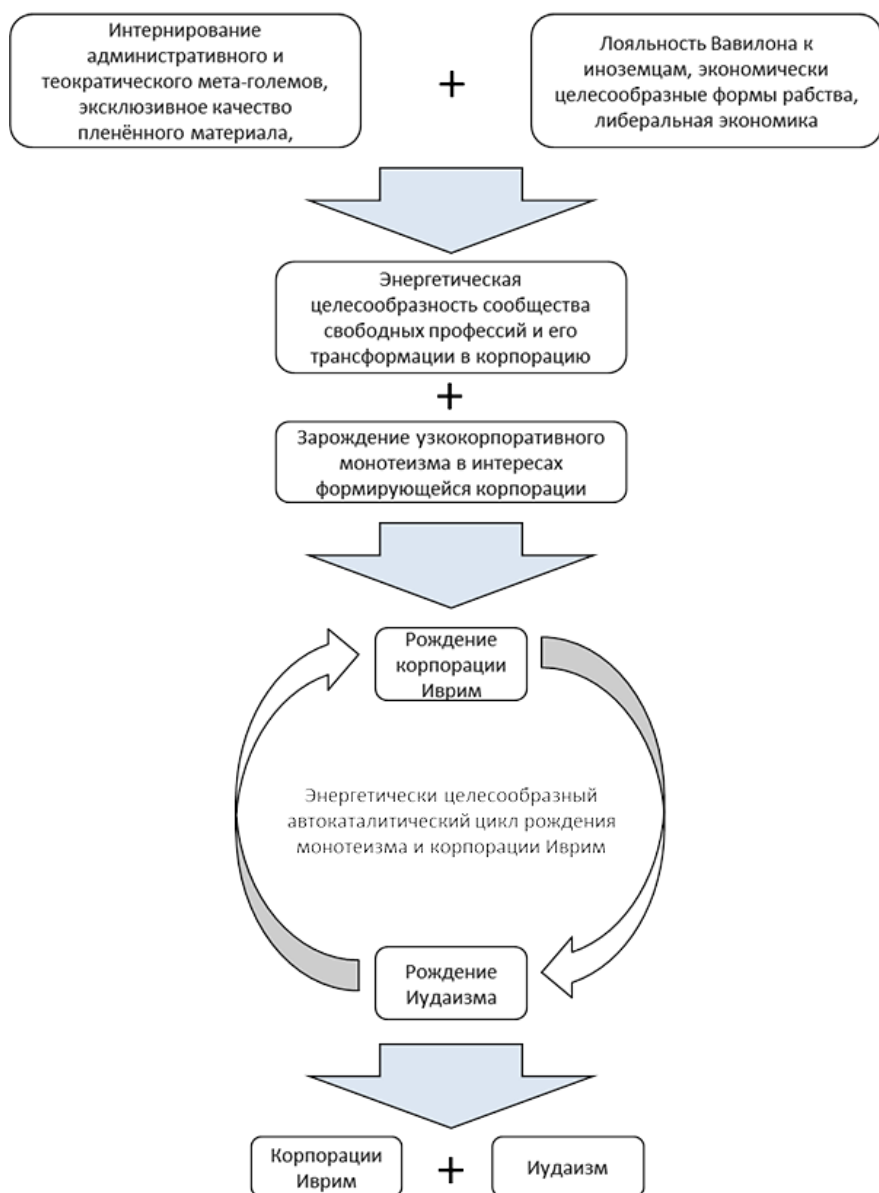 Интернирование
административного и
теократического мета-големов,
эксклюзивное качество
пленённого материала,
+
Лояльность Вавилона к
иноземцам, экономически
целесообразные формы рабства,
либеральная экономика
Энергетическая
целесообразность сообщества
свободных профессий и его
трансформации в корпорацию
+
Зарождение узкокорпоративного
монотеизма в интересах
формирующейся корпорации
Рождение
корпорации
Иврим
Энергетически целесообразный
автокаталитический цикл рождения
монотеизма и корпорации Иврим
Рождение
Иудаизма
Корпорации
Иврим
+
Иудаизм